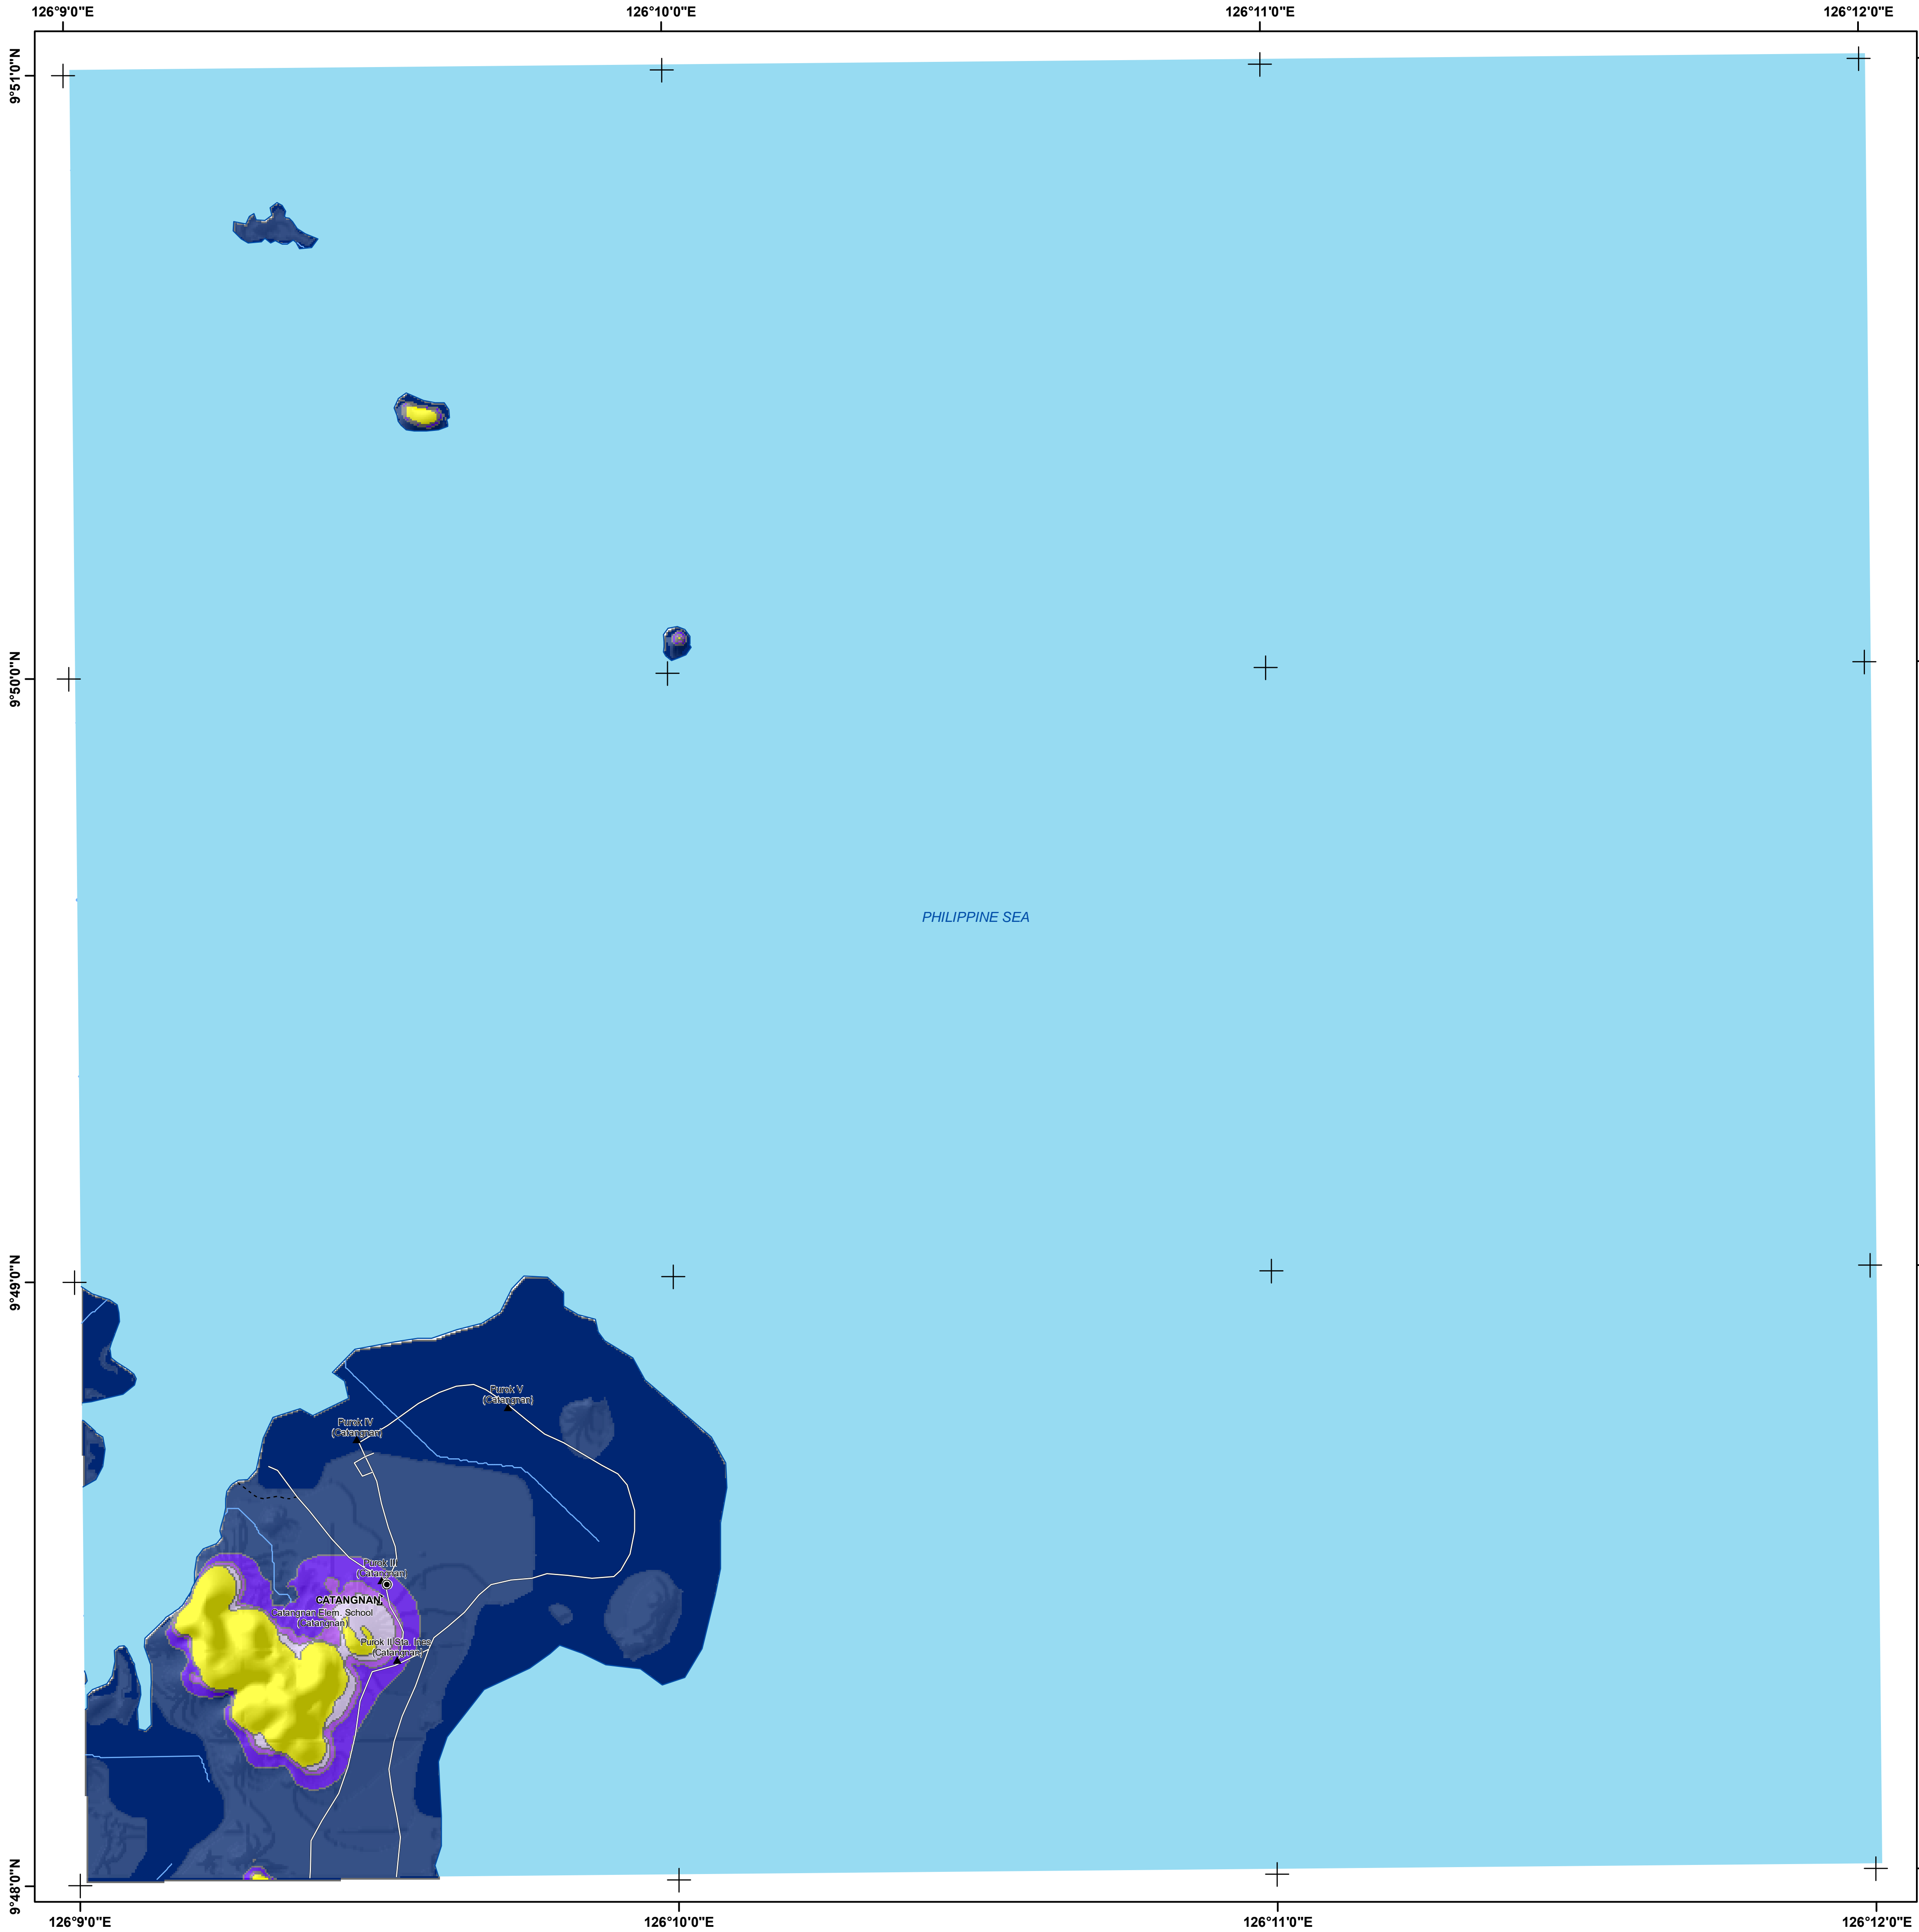 126°9'0"E
126°10'0"E
126°11'0"E
126°12'0"E
9°51'0"N
9°50'0"N
PHILIPPINE SEA
9°49'0"N
Purok V
(Catangnan)
Purok IV
(Catangnan)
Purok III
(Catangnan)
CATANGNAN
Catangnan Elem. School
(Catangnan)
Purok II Sta. Ines
(Catangnan)
9°48'0"N
126°9'0"E
126°10'0"E
126°11'0"E
126°12'0"E